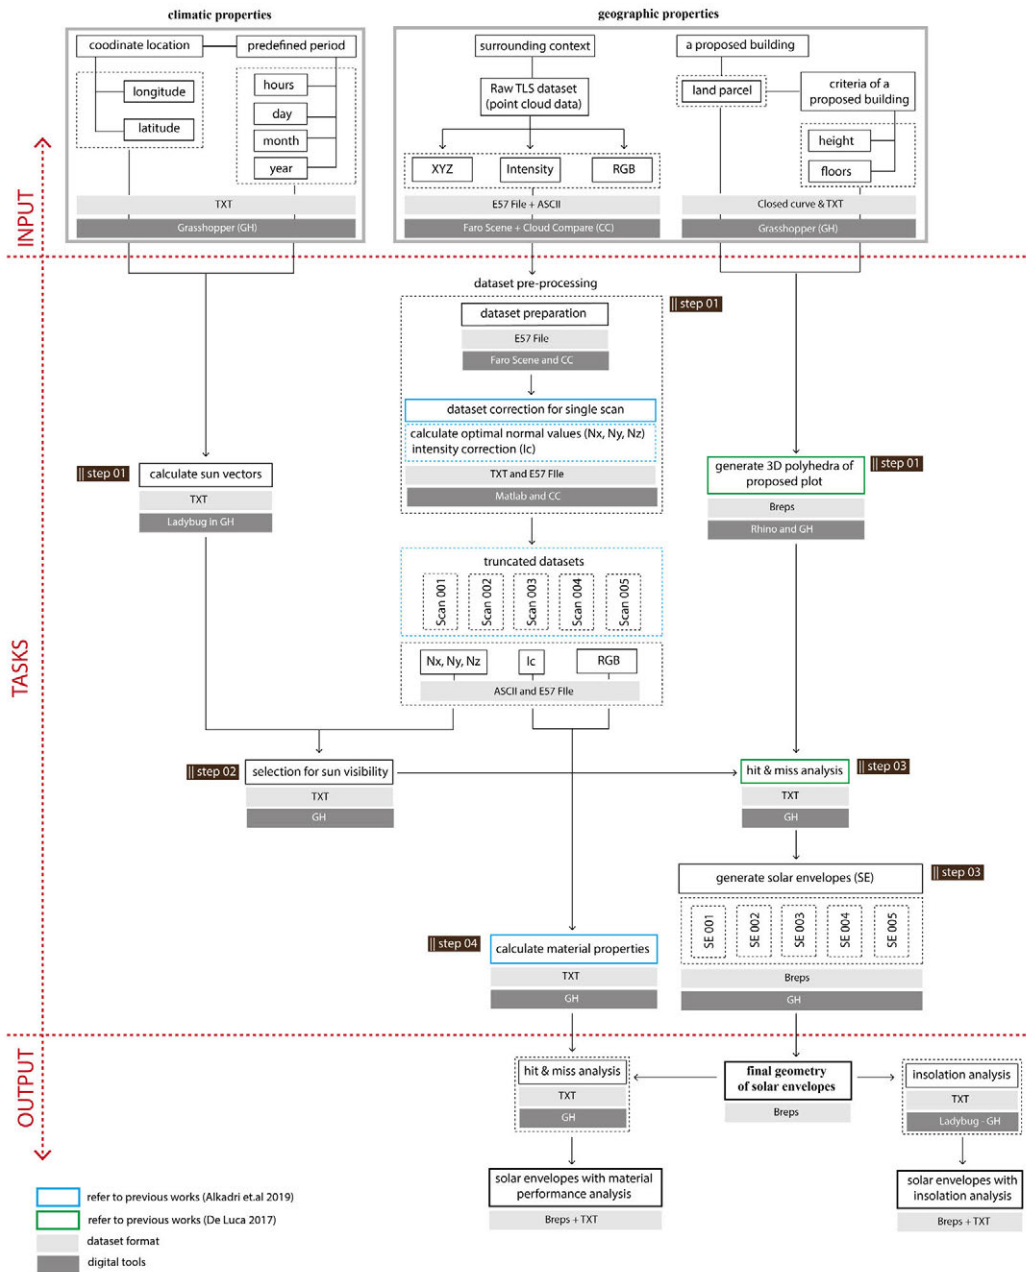 climatic properties
geographic properties
coodinate location
predefined period
longitude
latitude
hours
day
month
year
TXT
Grasshopper (GH)
surrounding context
Raw TLS dataset
(point cloud data)
XYZ
Intensity
RGB
E57 File + ASCII
Faro Scene + Cloud Compare (CC)
a proposed building
land parcel
criteria of a
proposed building
height
floors
Closed curve & TXT
Grasshopper (GH)
INPUT
TASKS
OUTPUT
dataset pre-processing
|| step 01
dataset preparation
E57 File
Faro Scene and CC
dataset correction for single scan
calculate optimal normal values (Nx, Ny, Nz)
intensity correction (Ic)
TXT and E57 FIle
Matlab and CC
|| step 01
calculate sun vectors
TXT
Ladybug in GH
|| step 01
generate 3D polyhedra of
proposed plot
Breps
Rhino and GH
truncated datasets
Scan 001
Scan 002
Scan 003
Scan 004
Scan 005
Nx, Ny, Nz
Ic
RGB
ASCII and E57 FIle
|| step 02
selection for sun visibility
TXT
GH
hit & miss analysis
|| step 03
TXT
GH
generate solar envelopes (SE)
|| step 03
SE 001
SE 002
SE 003
SE 004
SE 005
Breps
GH
|| step 04
calculate material properties
TXT
GH
hit & miss analysis
TXT
GH
final geometry
of solar envelopes
Breps
insolation analysis
TXT
Ladybug - GH
solar envelopes with material
performance analysis
Breps + TXT
solar envelopes with
insolation analysis
Breps + TXT
refer to previous works (Alkadri et.al 2019)
refer to previous works (De Luca 2017)
dataset format
digital tools